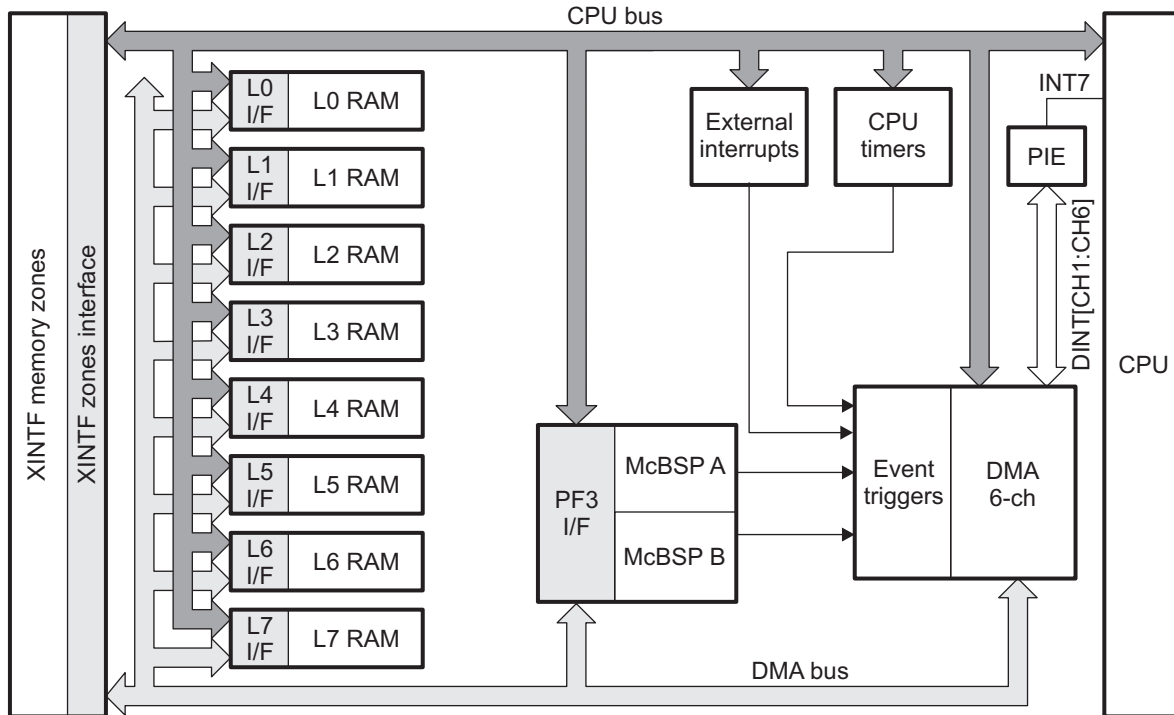 CPU bus
XINTF memory zones
XINTF zones interface
L0
I/F
L0 RAM
L1
I/F
L1 RAM
L2
I/F
L2 RAM
L3
I/F
L3 RAM
L4
I/F
L4 RAM
L5
I/F
L5 RAM
L6
I/F
L6 RAM
L7
I/F
L7 RAM
External
interrupts
CPU
timers
INT7
PIE
DINT[CH1:CH6]
CPU
PF3
I/F
McBSP A
McBSP B
Event
triggers
DMA
6-ch
DMA bus